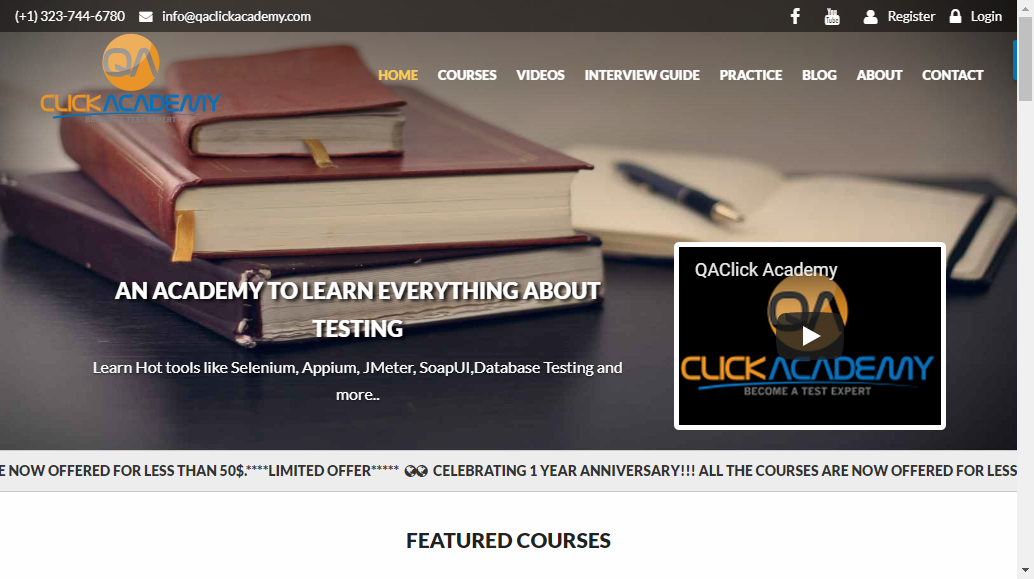 (+1) 323-744-6780 info@qaclickacademy.com Register Login
QA
CLICKACADEMY
BECOME A TEST EXPERT
HOME COURSES VIDEOS INTERVIEW GUIDE PRACTICE BLOG ABOUT CONTACT
AN ACADEMY TO LEARN EVERYTHING ABOUT
TESTING
Learn Hot tools like Selenium, Appium, JMeter, SoapUI,Database Testing and
more..
QAClick Academy
QA
CLICKACADEMY
BECOME A TEST EXPERT
E NOW OFFERED FOR LESS THAN 50$.****LIMITED OFFER***** CELEBRATING 1 YEAR ANNIVERSARY!!! ALL THE COURSES ARE NOW OFFERED FOR LESS
FEATURED COURSES